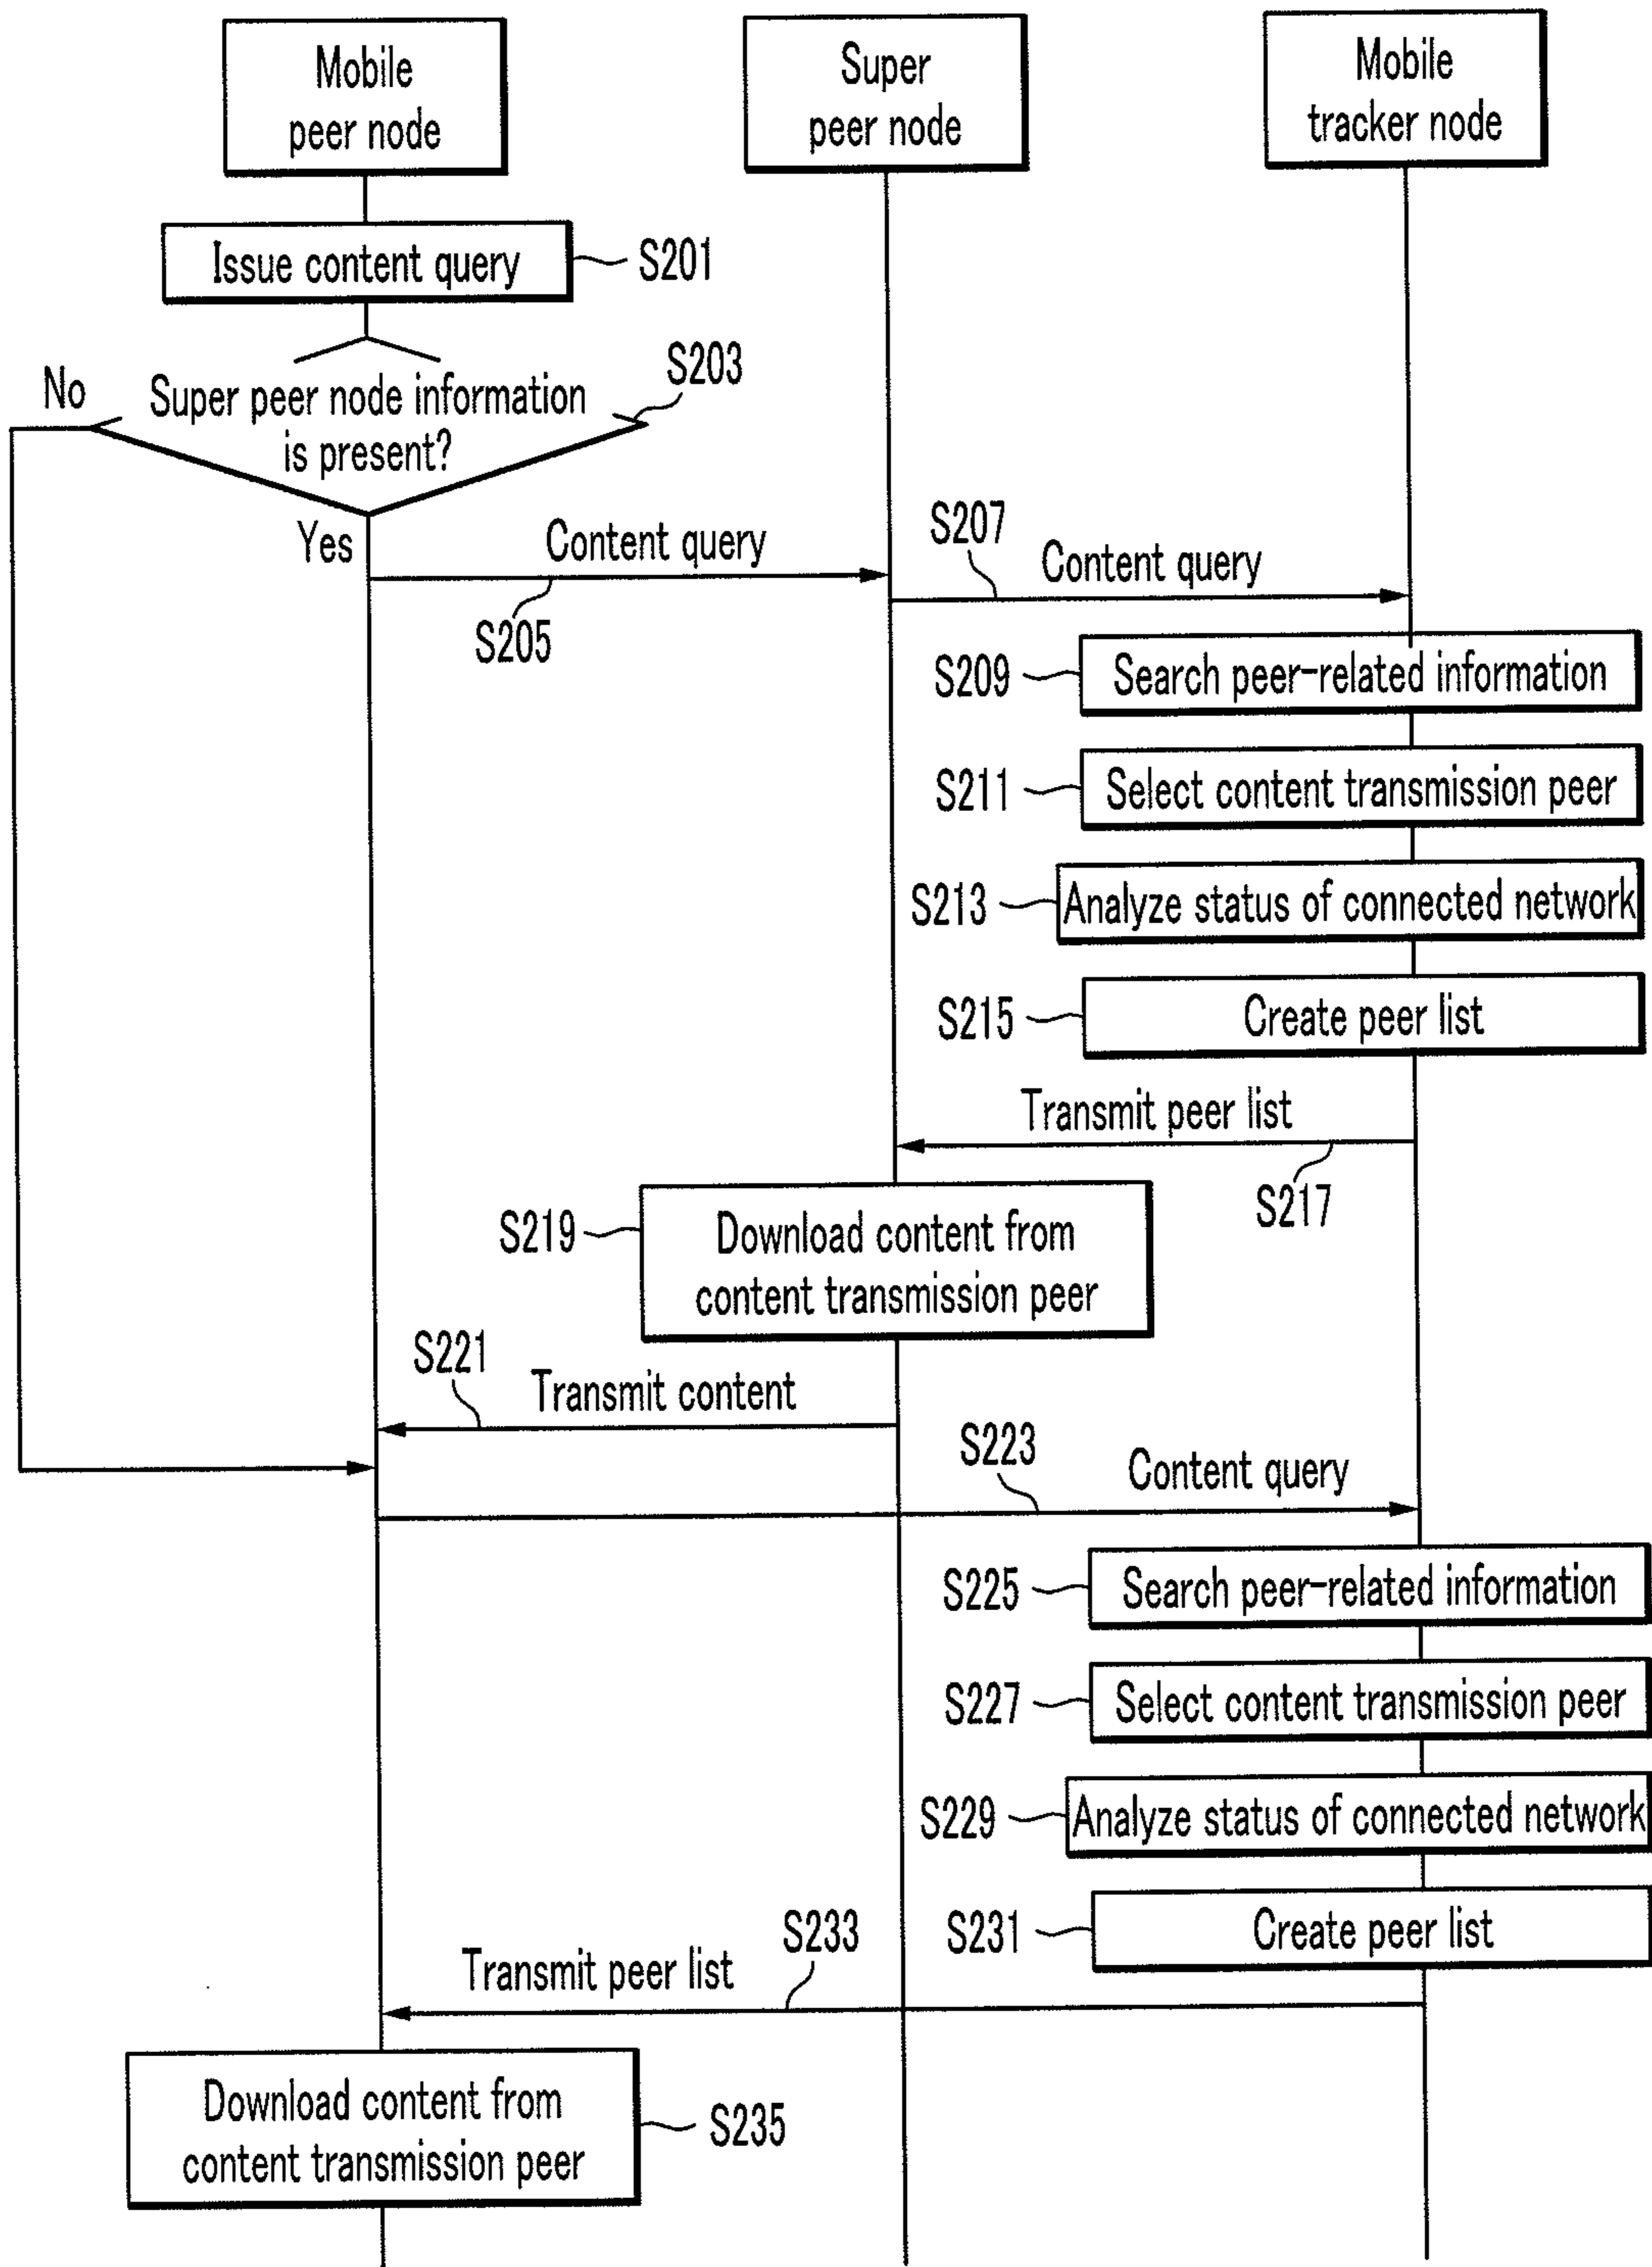 Mobile
peer node
Super
peer node
Mobile
tracker node
Issue content query
S201
No
Super peer node information
is present?
S203
Yes
Content query
S205
S207
Content query
S209
Search peer-related information
S211
Select content transmission peer
S213
Analyze status of connected network
S215
Create peer list
Transmit peer list
S217
S219
Download content from
content transmission peer
S221
Transmit content
S223
Content query
S225
Search peer-related information
S227
Select content transmission peer
S229
Analyze status of connected network
S231
Create peer list
S233
Transmit peer list
Download content from
content transmission peer
S235